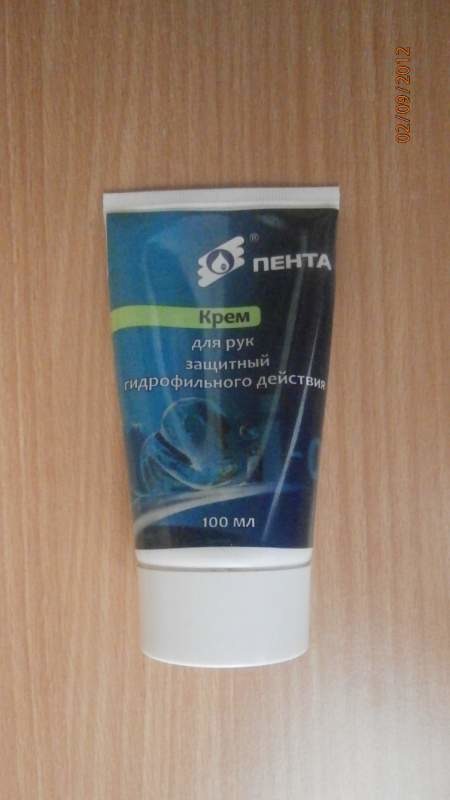 02/09/2012
®
ПЕНТА
Крем
для рук
защитный
гидрофильного действия
100 мл